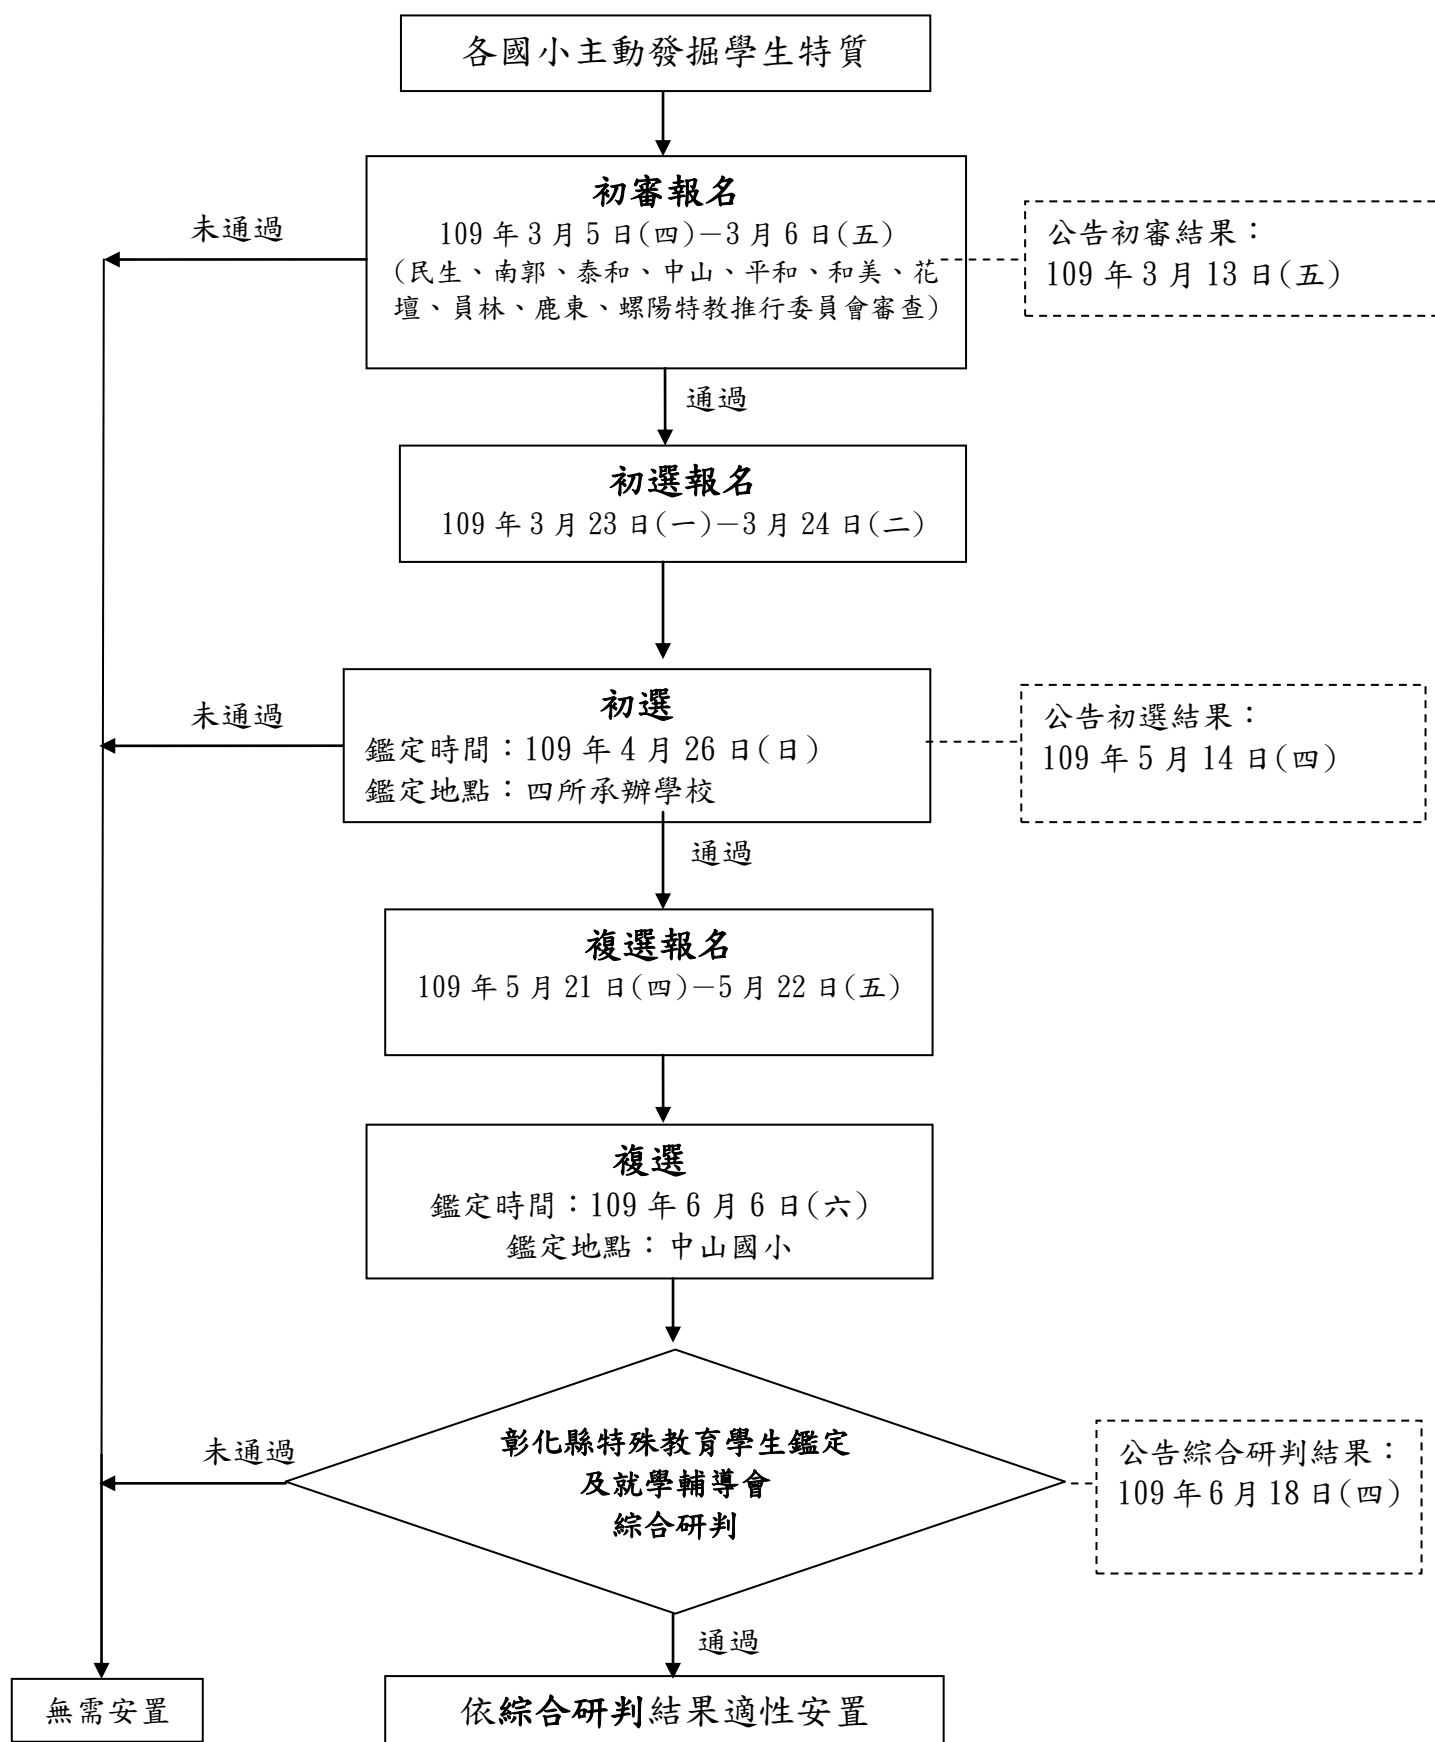 各國小主動發掘學生特質
初審報名
109 年 3 月 5 日(四)－3 月 6 日(五)
(民生、南郭、泰和、中山、平和、和美、花
壇、員林、鹿東、螺陽特教推行委員會審查)
未通過
公告初審結果：
109 年 3 月 13 日(五)
通過
初選報名
109 年 3 月 23 日(一)－3 月 24 日(二)
初選
鑑定時間：109 年 4 月 26 日(日)
鑑定地點：四所承辦學校
未通過
公告初選結果：
109 年 5 月 14 日(四)
通過
複選報名
109 年 5 月 21 日(四)－5 月 22 日(五)
複選
鑑定時間：109 年 6 月 6 日(六)
鑑定地點：中山國小
彰化縣特殊教育學生鑑定
及就學輔導會
綜合研判
未通過
公告綜合研判結果：
109 年 6 月 18 日(四)
通過
無需安置
依綜合研判結果適性安置